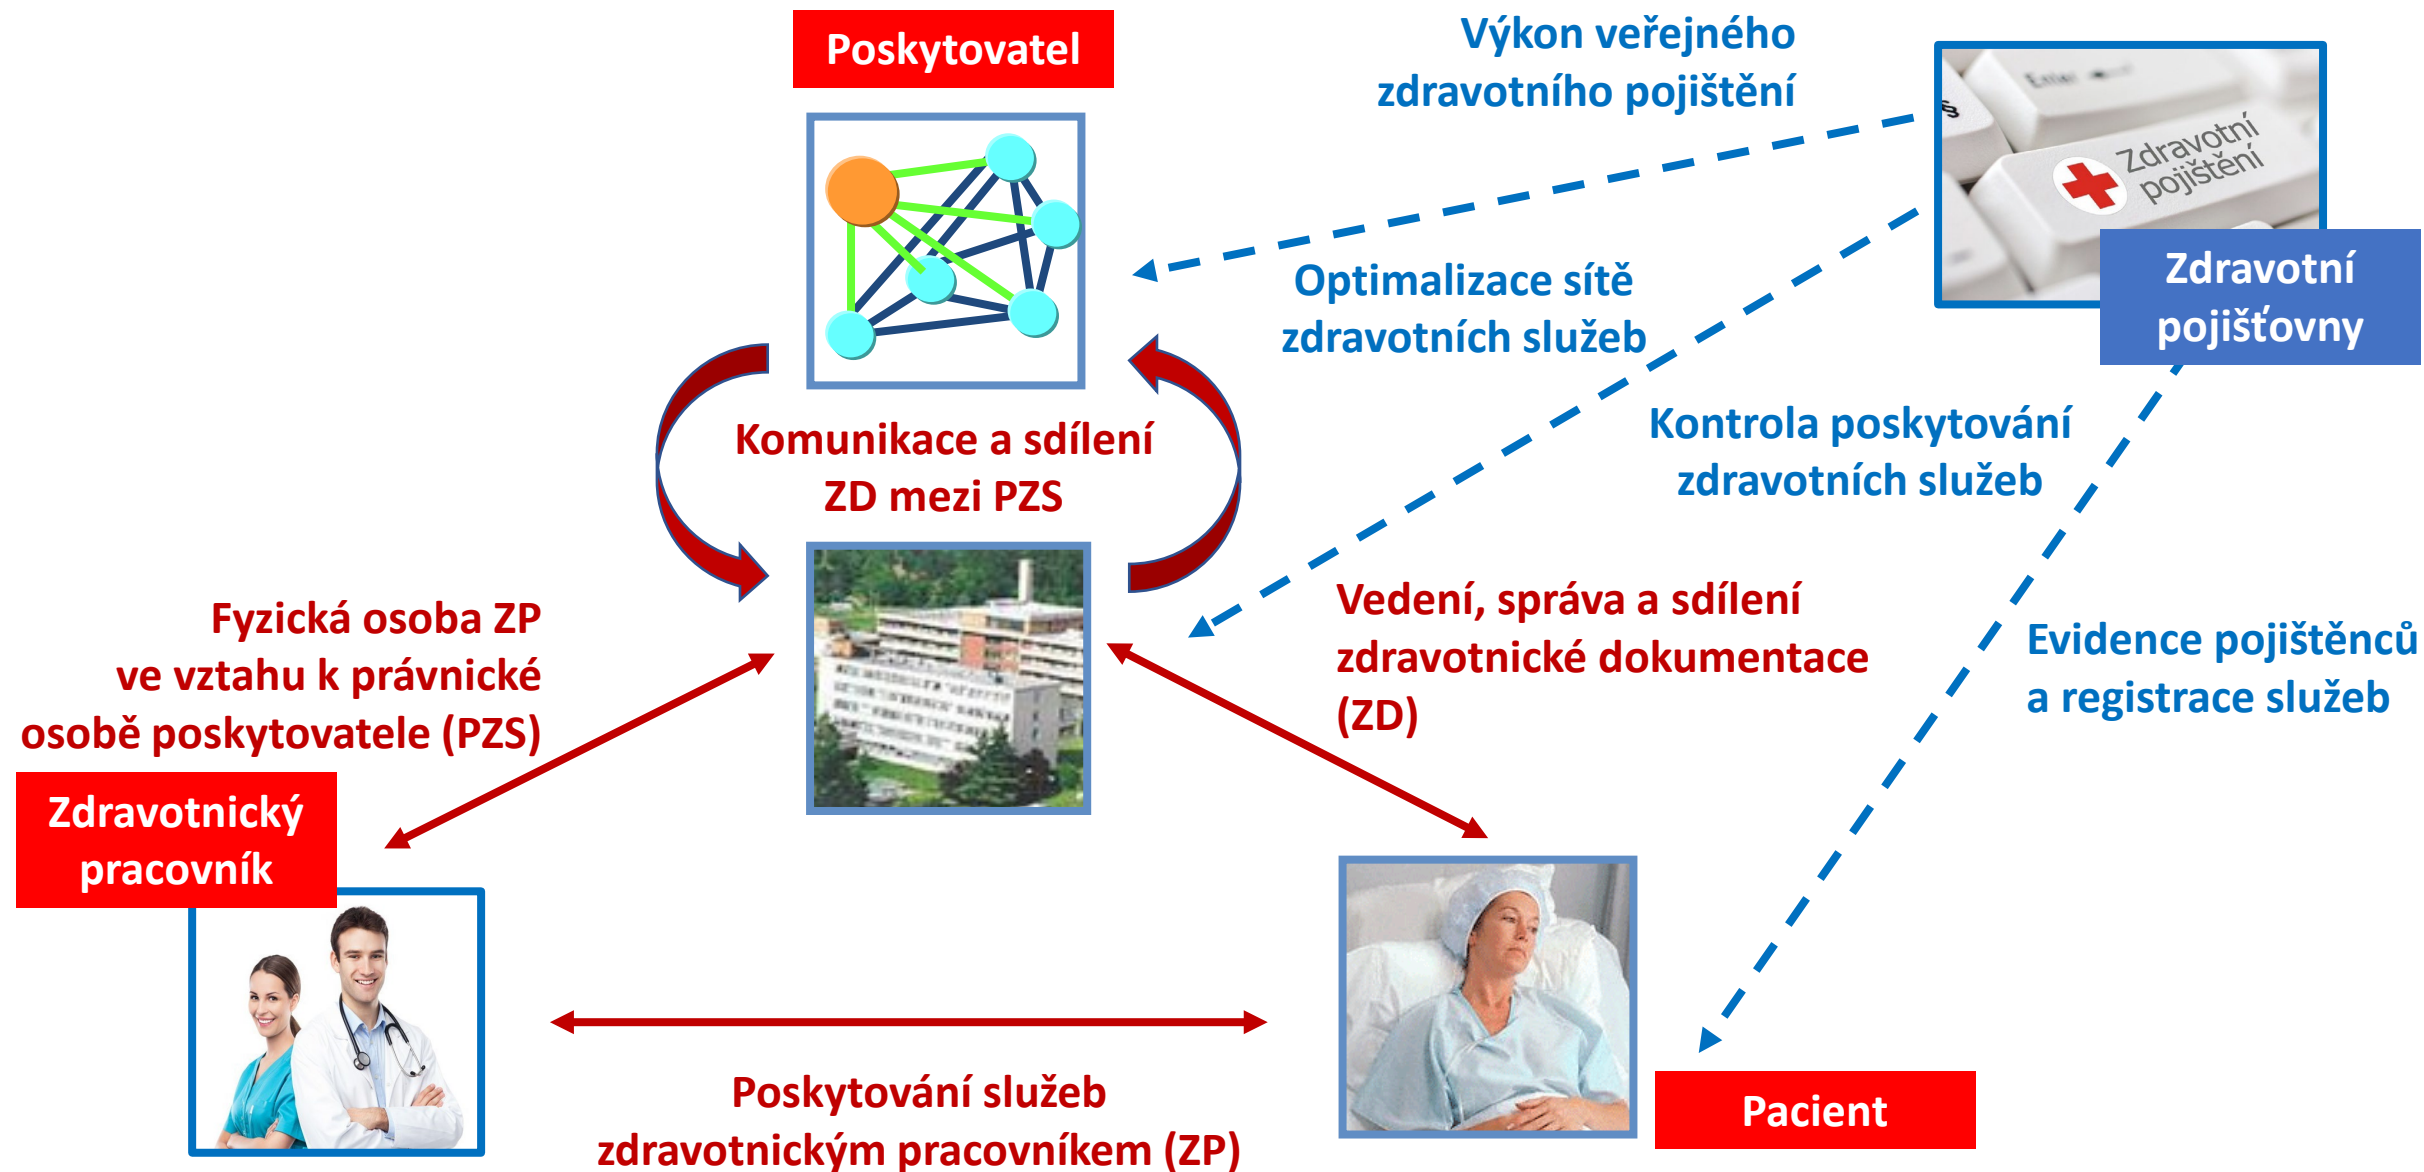 Poskytovatel
Výkon veřejného
zdravotního pojištění
Enter
§
Zdravotní
pojištění
Zdravotní
pojišťovny
Optimalizace sítě
zdravotních služeb
Kontrola poskytování
zdravotních služeb
Komunikace a sdílení
ZD mezi PZS
Fyzická osoba ZP
ve vztahu k právnické
osobě poskytovatele (PZS)
Vedení, správa a sdílení
zdravotnické dokumentace
(ZD)
Evidence pojištěnců
a registrace služeb
Zdravotnický
pracovník
Poskytování služeb
zdravotnickým pracovníkem (ZP)
Pacient